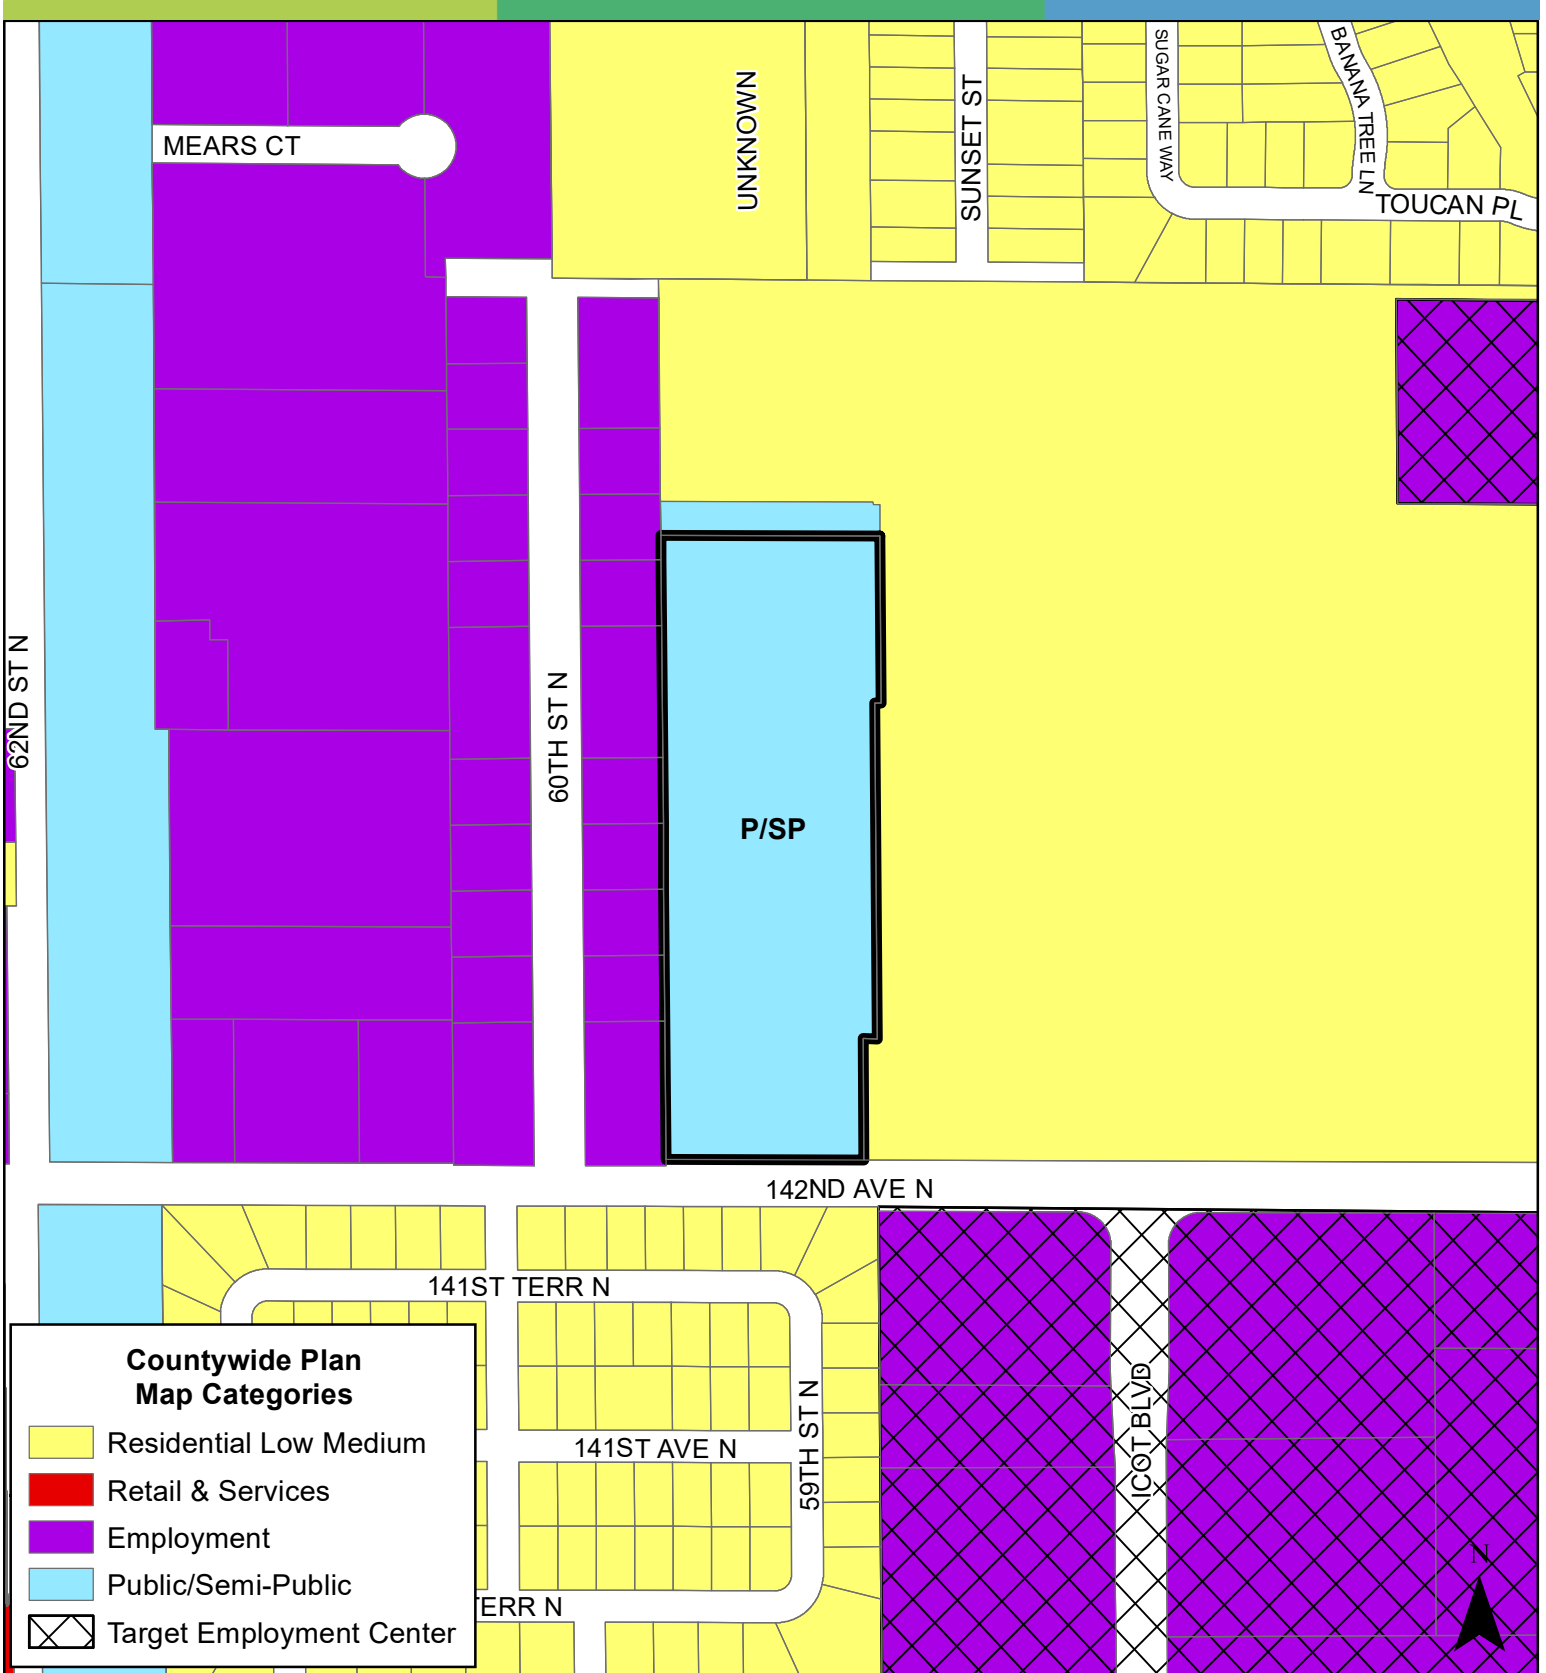 MEARS CT
UNKNOWN
SUNSET ST
SUGAR CANE WAY
BANANA TREE LN
TOUCAN PL
62ND ST N
60TH ST N
P/SP
142ND AVE N
141ST TERR N
141ST AVE N
59TH ST N
ICOT BLVD
TERR N
N
Countywide Plan
Map Categories
Residential Low Medium
Retail & Services
Employment
Public/Semi-Public
Target Employment Center